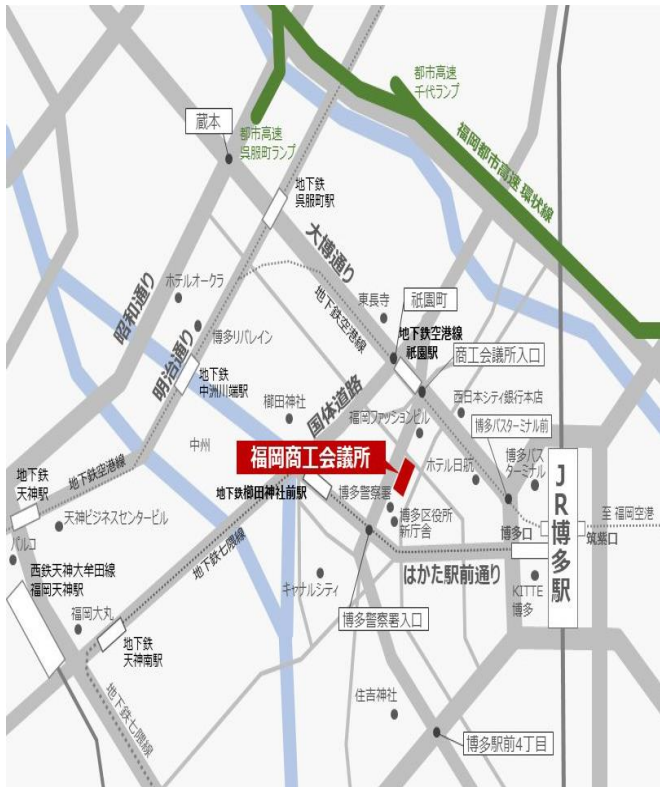 都市高速
千代ランプ
蔵本
都市高速
呉服町ランプ
福岡都市高速 環状線
地下鉄
呉服町駅
大博通り
昭和通り
ホテルオークラ
東長寺
祇園町
地下鉄空港線
明治通り
博多リバレイン
地下鉄空港線
祇園駅
商工会議所入口
地下鉄
中洲川端駅
国体道路
櫛田神社
西日本シティ銀行本店
福岡ファッションビル
博多バスターミナル前
中州
福岡商工会議所
ホテル日航
博多バス
ターミナル
JR博多駅
地下鉄
天神駅
地下鉄空港線
地下鉄櫛田神社前駅
博多警察署
至 福岡空港
天神ビジネスセンタービル
博多区役所
新庁舎
博多口
筑紫口
パルコ
地下鉄七隈線
はかた駅前通り
西鉄天神大牟田線
福岡天神駅
キャナルシティ
KITTE
博多
福岡大丸
博多警察署入口
地下鉄
天神南駅
住吉神社
地下鉄七隈線
博多駅前4丁目